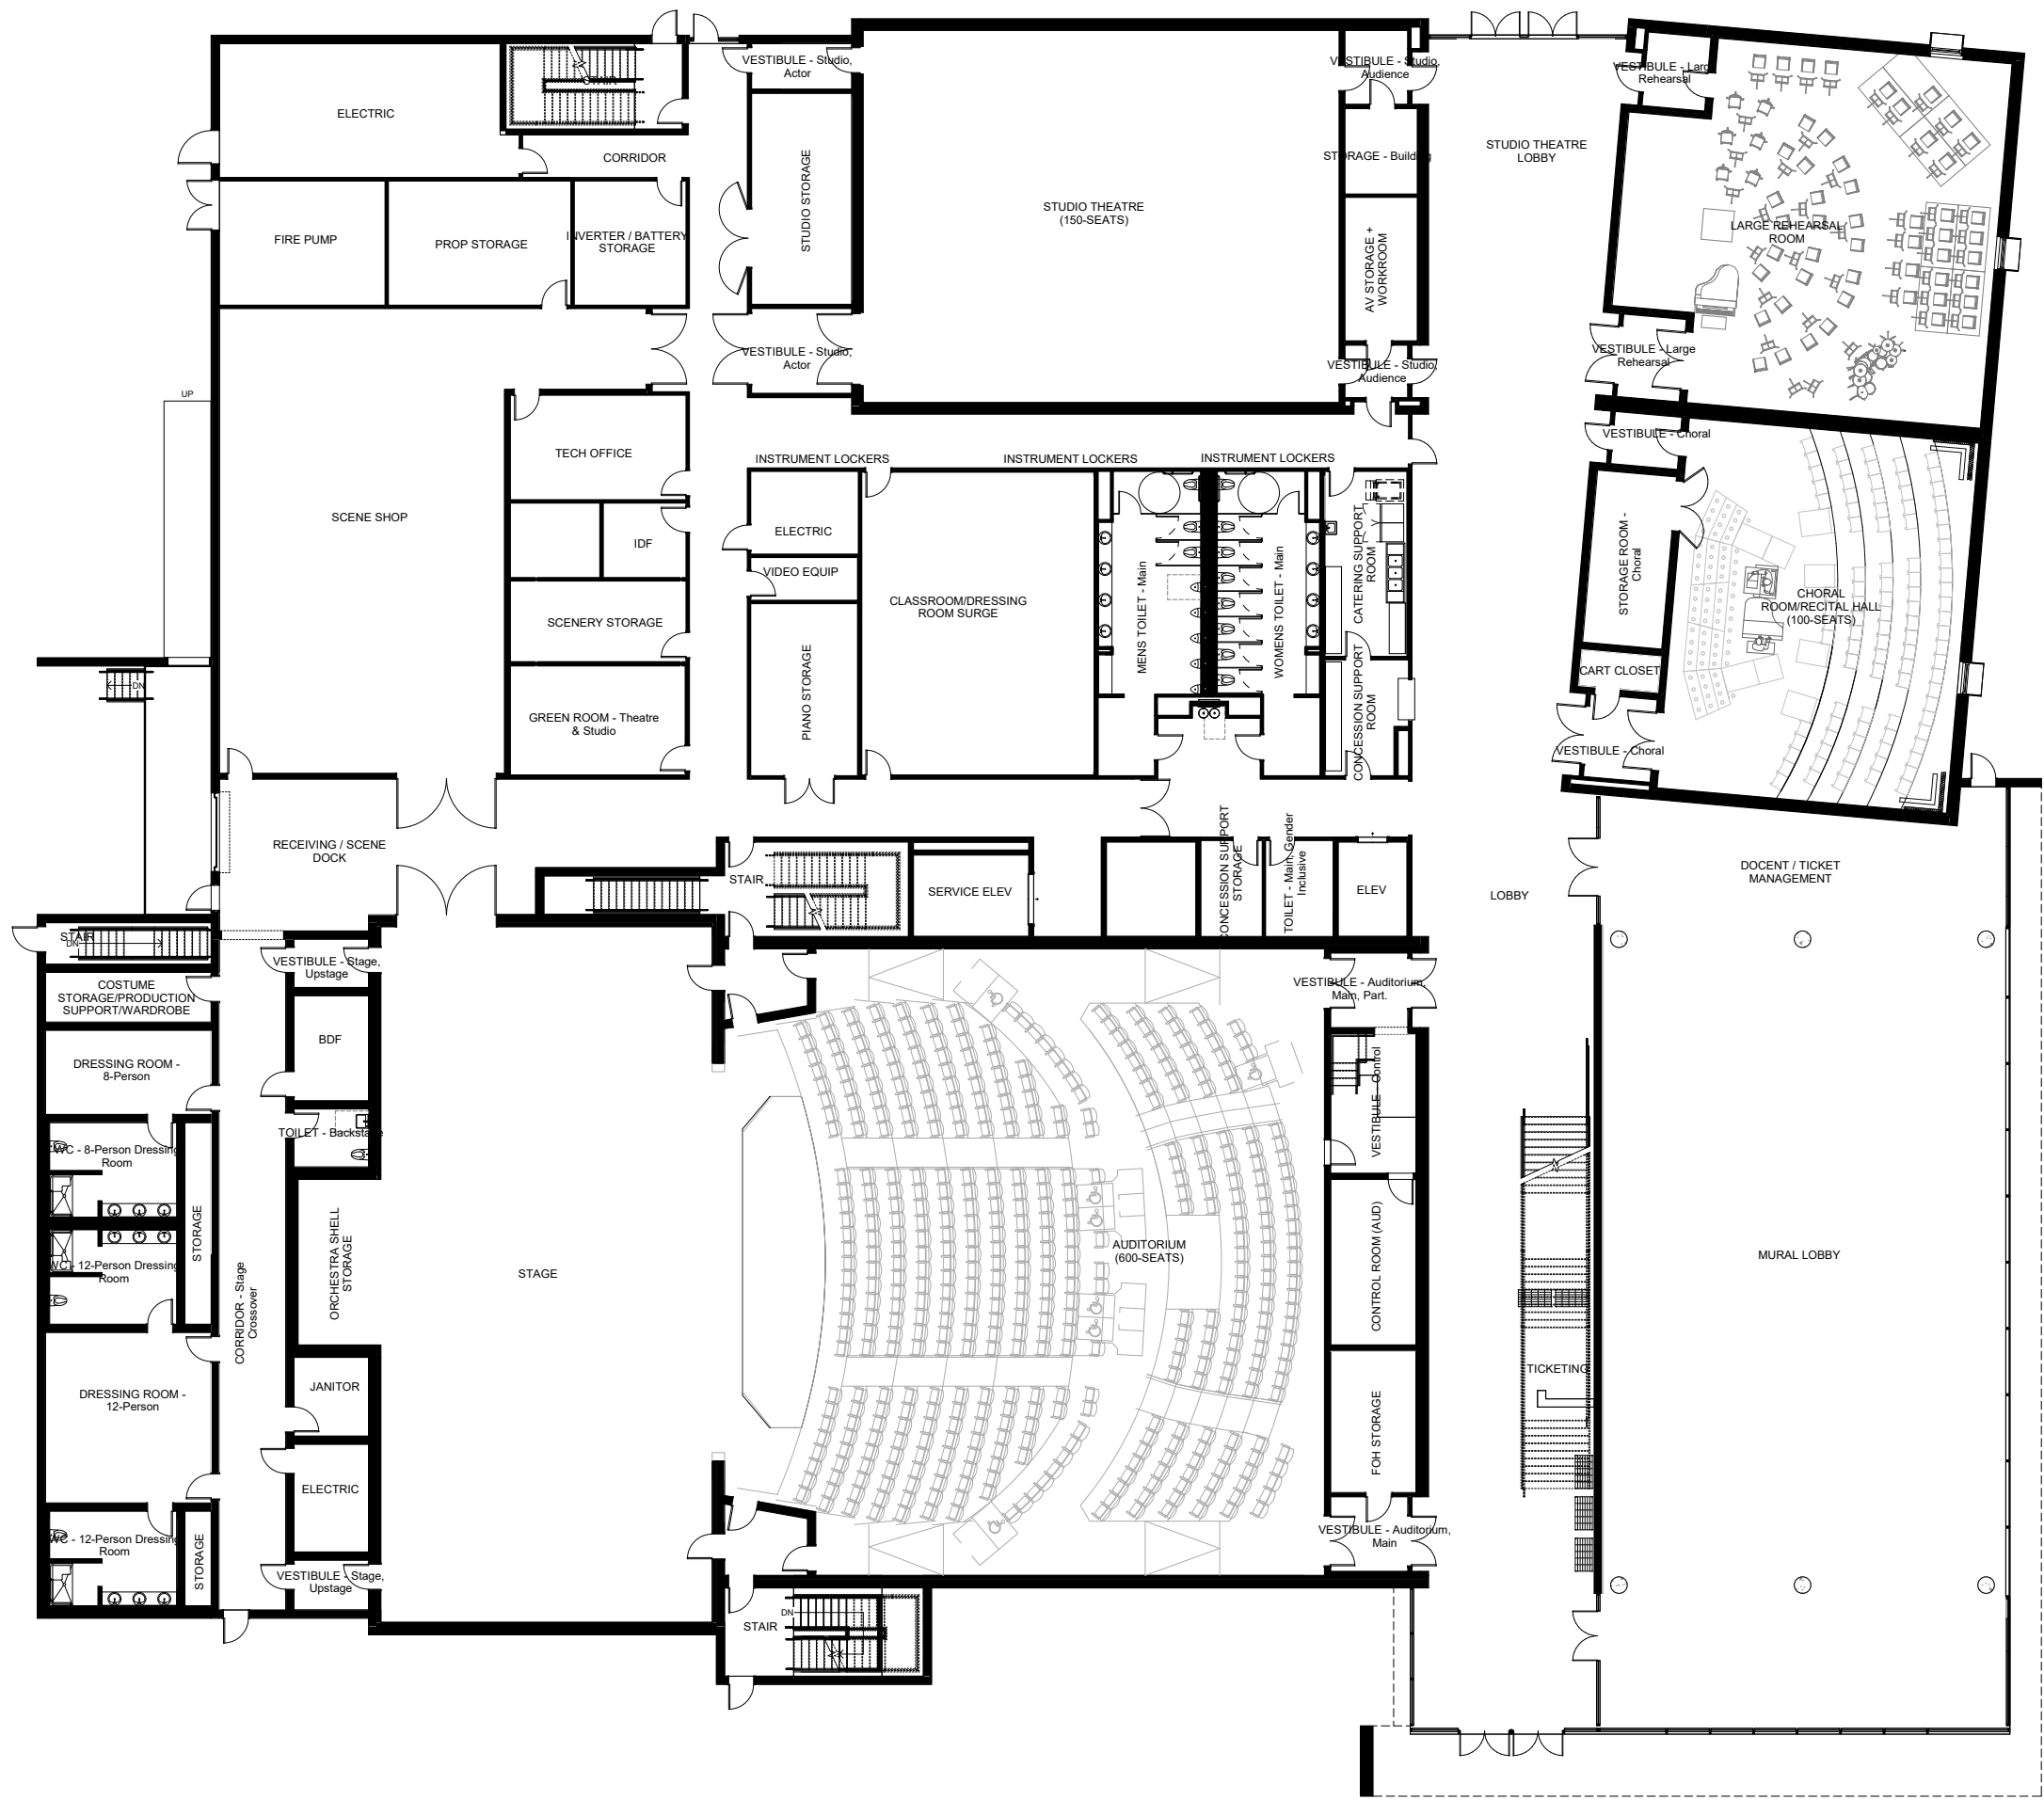 VESTIBULE - Studio,
Actor
VESTIBULE - Studio,
Audience
VESTIBULE - Large
Rehearsal
STAIR
ELECTRIC
CORRIDOR
STUDIO STORAGE
STORAGE - Building
STUDIO THEATRE
LOBBY
STUDIO THEATRE
(150-SEATS)
LARGE REHEARSAL
ROOM
FIRE PUMP
PROP STORAGE
INVERTER / BATTERY
STORAGE
AV STORAGE +
WORKROOM
VESTIBULE - Studio,
Actor
VESTIBULE - Studio,
Audience
VESTIBULE - Large
Rehearsal
UP
VESTIBULE - Choral
TECH OFFICE
INSTRUMENT LOCKERS
INSTRUMENT LOCKERS
INSTRUMENT LOCKERS
SCENE SHOP
ELECTRIC
IDF
VIDEO EQUIP
CLASSROOM/DRESSING
ROOM SURGE
MENS TOILET - Main
WOMENS TOILET - Main
CATERING SUPPORT
ROOM
STORAGE ROOM -
Choral
CHORAL
ROOM/RECITAL HALL
(100-SEATS)
SCENERY STORAGE
CART CLOSET
DN
GREEN ROOM - Theatre
& Studio
PIANO STORAGE
CONCESSION SUPPORT
ROOM
VESTIBULE - Choral
RECEIVING / SCENE
DOCK
STAIR
SERVICE ELEV
CONCESSION SUPPORT
STORAGE
TOILET - Main, Gender
Inclusive
ELEV
LOBBY
DOCENT / TICKET
MANAGEMENT
STAIR
DN
VESTIBULE - Stage,
Upstage
VESTIBULE - Auditorium,
Main, Part.
COSTUME
STORAGE/PRODUCTION
SUPPORT/WARDROBE
BDF
DRESSING ROOM -
8-Person
VESTIBULE - Control
TOILET - Backstage
WC - 8-Person Dressing
Room
STORAGE
ORCHESTRA SHELL
STORAGE
STAGE
AUDITORIUM
(600-SEATS)
CONTROL ROOM (AUD)
MURAL LOBBY
WC - 12-Person Dressing
Room
CORRIDOR - Stage
Crossover
TICKETING
DRESSING ROOM -
12-Person
JANITOR
FOH STORAGE
ELECTRIC
WC - 12-Person Dressing
Room
STORAGE
VESTIBULE - Auditorium,
Main
VESTIBULE - Stage,
Upstage
STAIR
DN